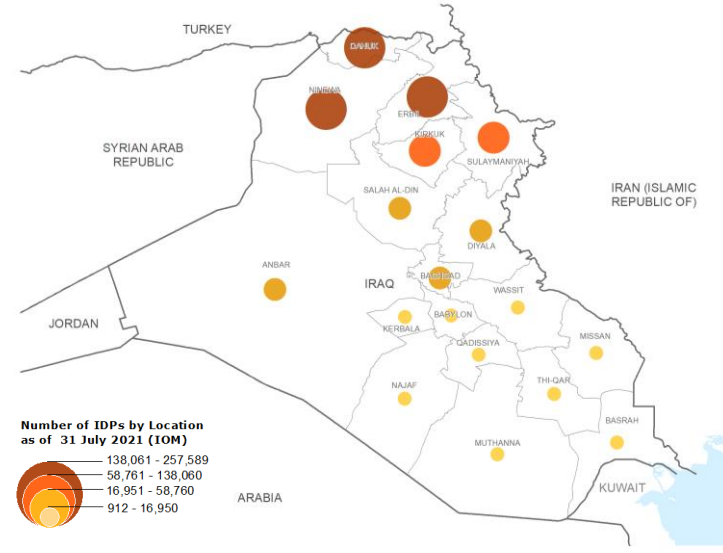 TURKEY
DAHUK
NINEWA
ERBIL
KIRKUK
SULAYMANIYAH
SYRIAN ARAB
REPUBLIC
IRAN (ISLAMIC
REPUBLIC OF)
SALAH AL-DIN
DIYALA
ANBAR
IRAQ
BAGHDAD
WASSIT
JORDAN
KERBALA
BABYLON
QADISSIYA
MISSAN
NAJAF
THI-QAR
BASRAH
MUTHANNA
KUWAIT
ARABIA
Number of IDPs by Location
as of 31 July 2021 (IOM)
138,061 - 257,589
58,761 - 138,060
16,951 - 58,760
912 - 16,950